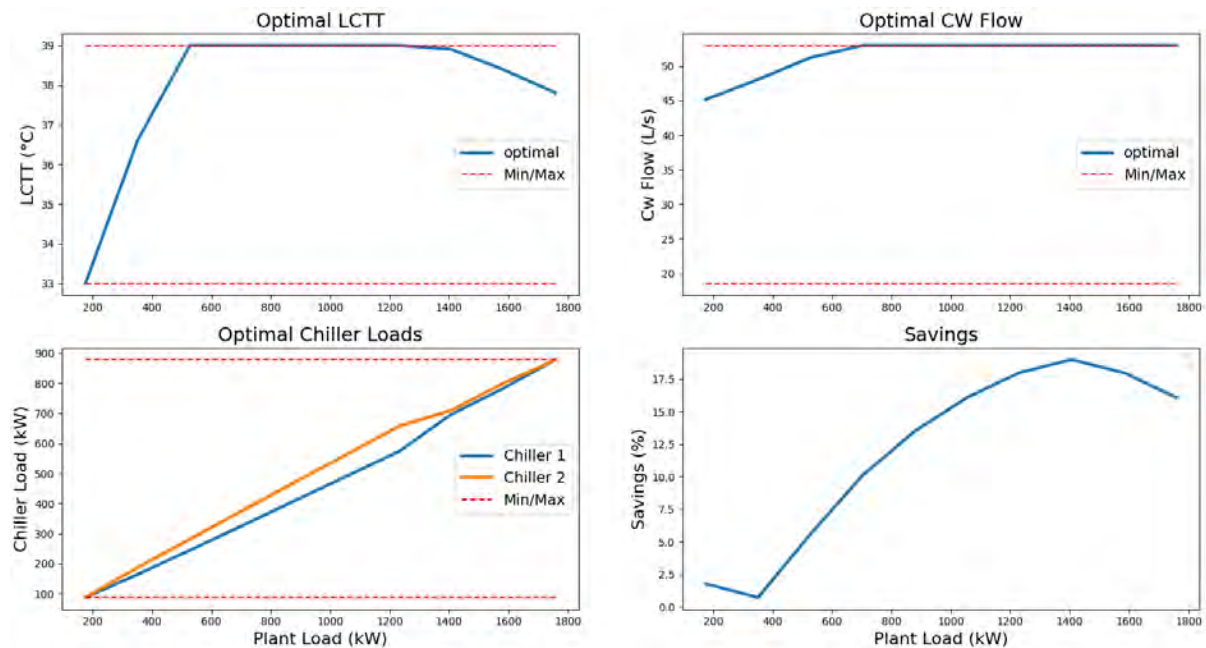 Optimal LCTT
39
38
37
36
35
34
33
LCTT (°C)
optimal
Min/Max
200 400 600 800 1000 1200 1400 1600 1800
Optimal CW Flow
50
45
40
35
30
25
20
Cw Flow (L/s)
optimal
Min/Max
200 400 600 800 1000 1200 1400 1600 1800
Optimal Chiller Loads
900
800
700
600
500
400
300
200
100
Chiller Load (kW)
Chiller 1
Chiller 2
Min/Max
200 400 600 800 1000 1200 1400 1600 1800
Plant Load (kW)
Savings
17.5
15.0
12.5
10.0
7.5
5.0
2.5
0.0
Savings (%)
200 400 600 800 1000 1200 1400 1600 1800
Plant Load (kW)